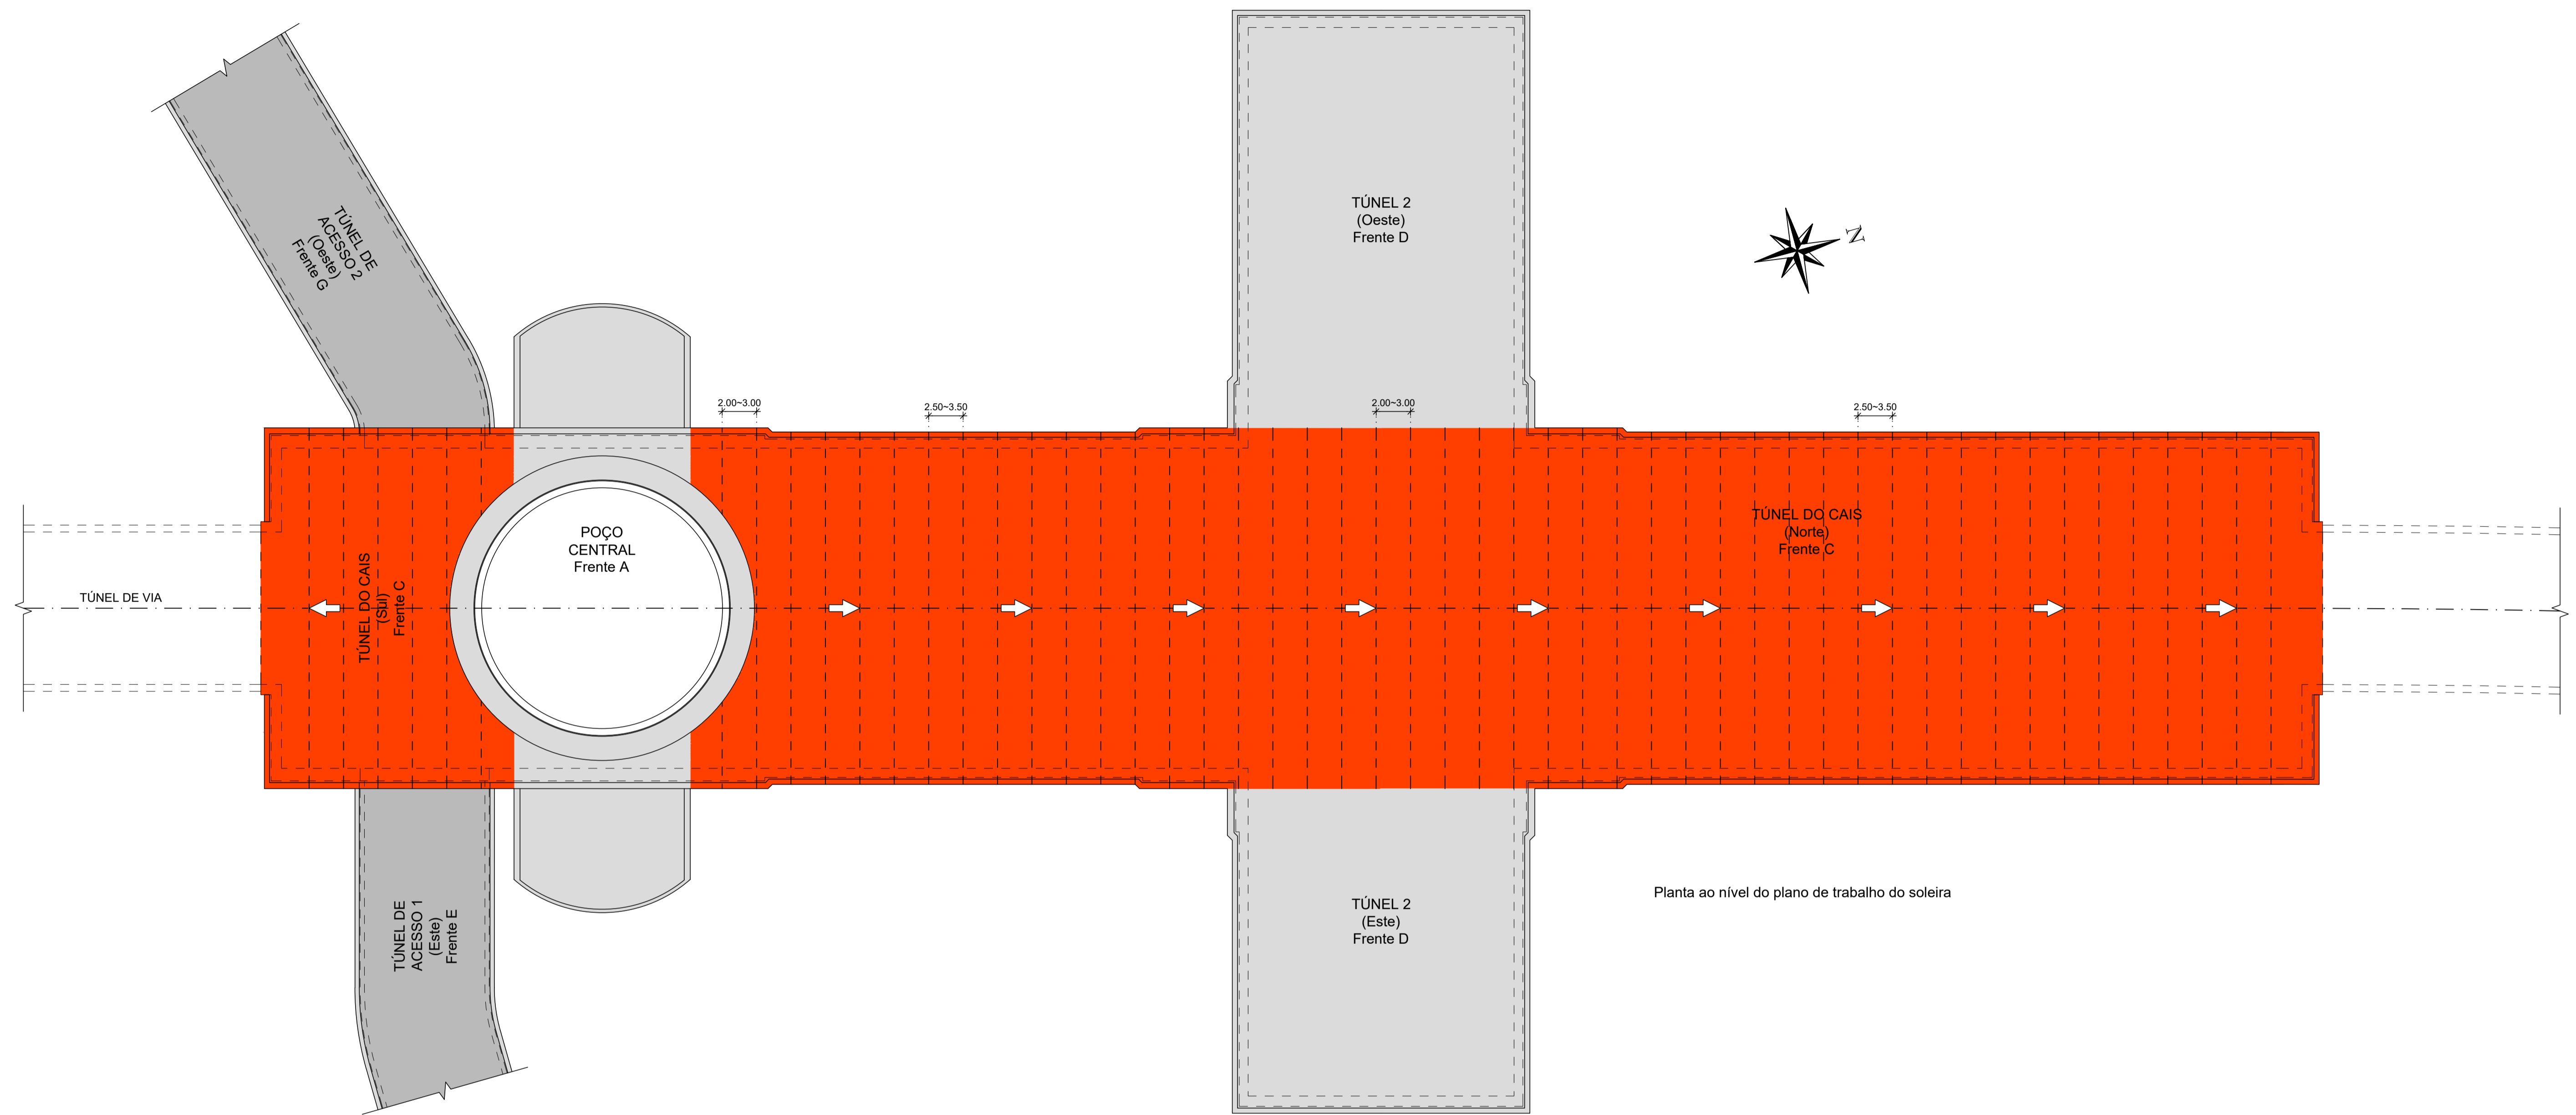 TÚNEL 2
(Oeste)
Frente D
N
TÚNEL DE
ACESSO 2
(Oeste)
Frente G
2.00~3.00
2.50~3.50
2.00~3.00
2.50~3.50
TÚNEL DO CAIS
(Norte)
Frente C
POÇO
CENTRAL
Frente A
TÚNEL DE VIA
TÚNEL DO CAIS
(Sul)
Frente C
Planta ao nível do plano de trabalho do soleira
TÚNEL 2
(Este)
Frente D
TÚNEL DE
ACESSO 1
(Este)
Frente E